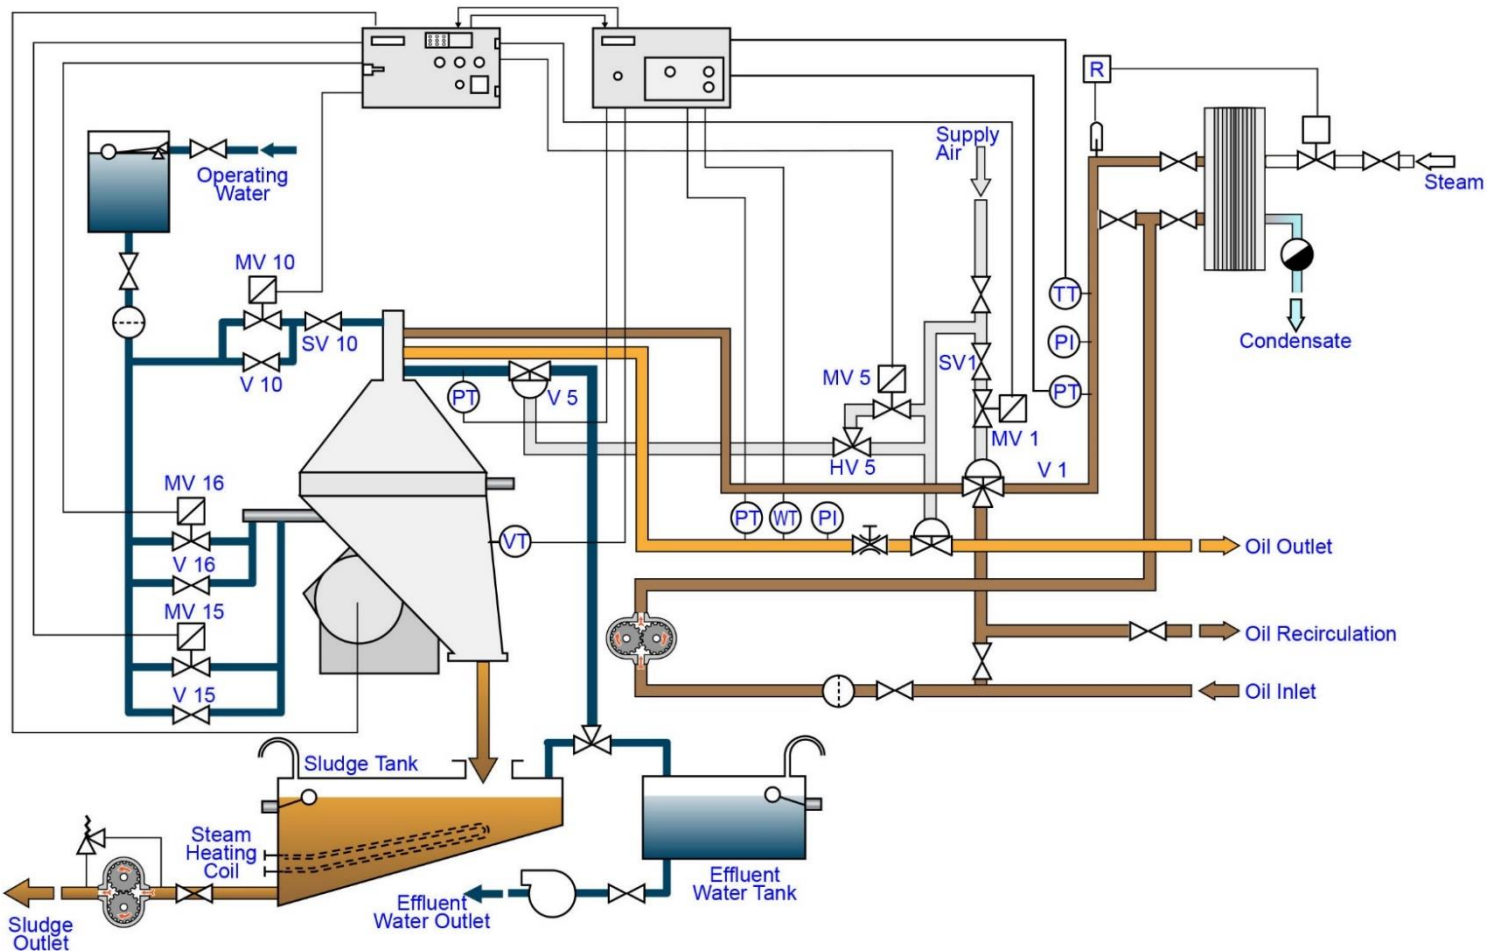 R
Supply
Air
Operating
Water
Steam
MV 10
SV 10
V 10
TT
PI
PT
Condensate
SV1
MV 5
PT
V 5
MV 1
HV 5
V 1
MV 16
PT
WT
PI
VT
Oil Outlet
V 16
MV 15
Oil Recirculation
V 15
Oil Inlet
Sludge Tank
Steam
Heating
Coil
Effluent
Water Tank
Effluent
Water Outlet
Sludge
Outlet